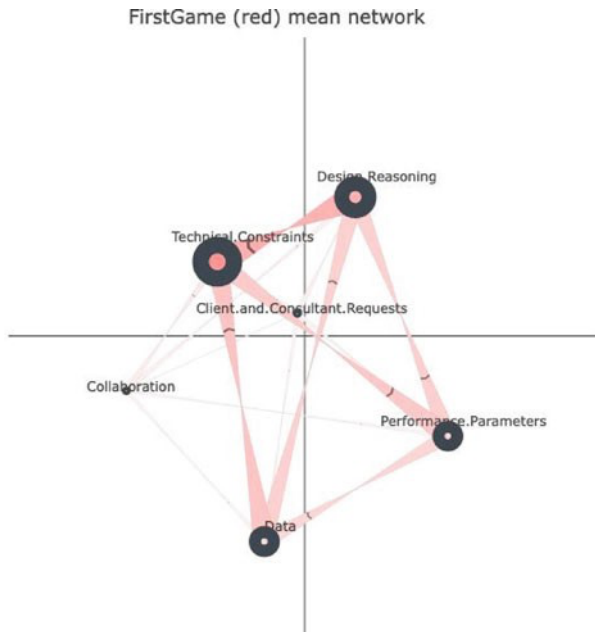 FirstGame (red) mean network
Design.Reasoning
Technical.Constraints
Client.and.Consultant.Requests
Collaboration
Performance.Parameters
Data